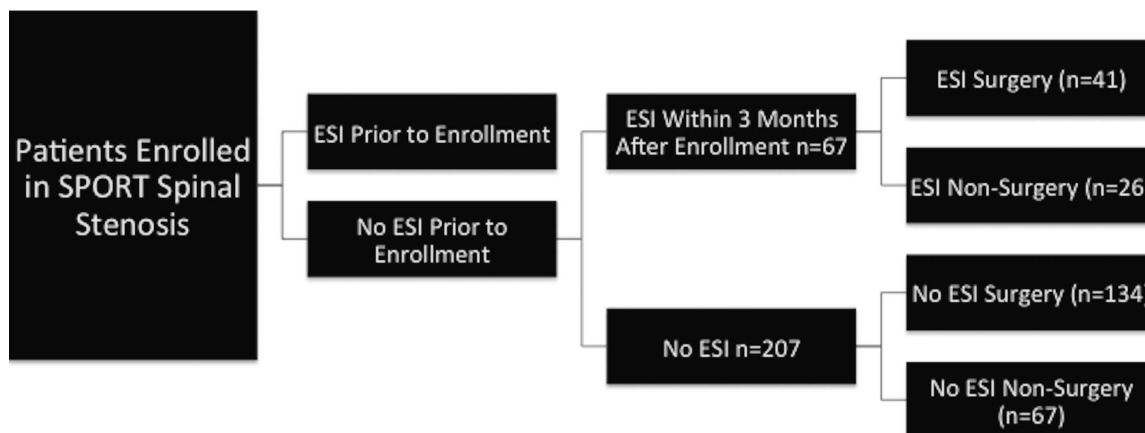 Patients Enrolled
in SPORT Spinal
Stenosis
ESI Prior to Enrollment
No ESI Prior to
Enrollment
ESI Within 3 Months
After Enrollment n=67
No ESI n=207
ESI Surgery (n=41)
ESI Non-Surgery (n=26
No ESI Surgery (n=134)
No ESI Non-Surgery
(n=67)